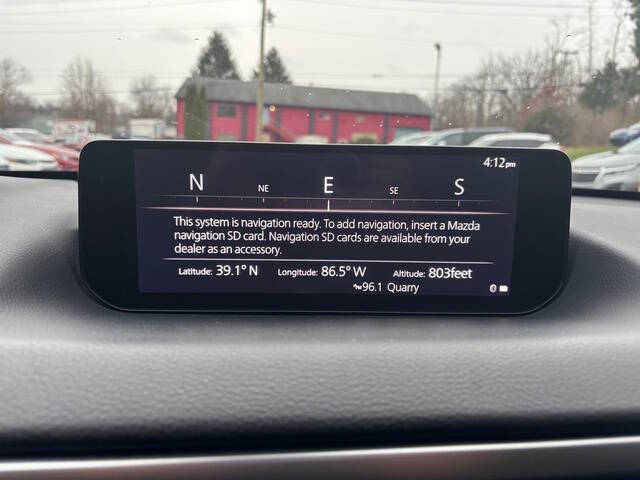 4:12pm
N NE E SE S
This system is navigation ready. To add navigation, insert a Mazda
navigation SD card. Navigation SD cards are available from your
dealer as an accessory.
Latitude: 39.1° N Longitude: 86.5° W Altitude: 803feet
96.1 Quarry